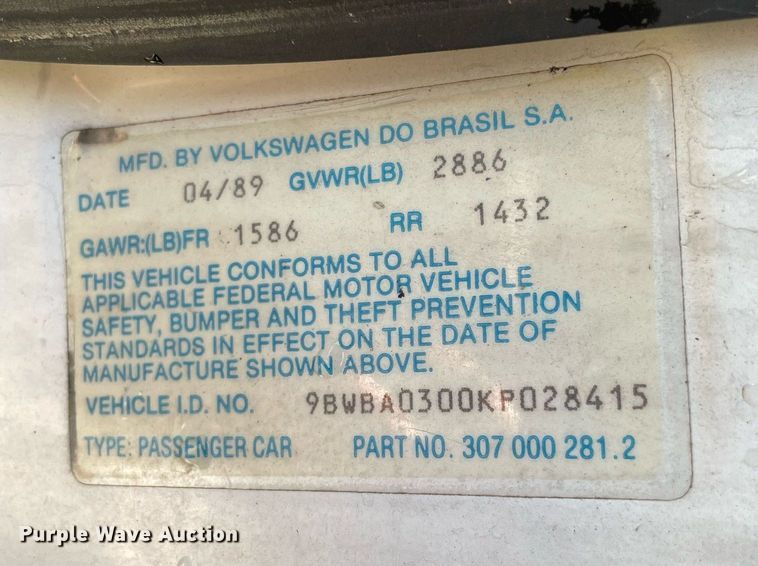 MFD. BY VOLKSWAGEN DO BRASIL S.A.
DATE 04/89 GVWR(LB) 2886
GAWR:(LB)FR 1586 RR 1432
THIS VEHICLE CONFORMS TO ALL
APPLICABLE FEDERAL MOTOR VEHICLE
SAFETY, BUMPER AND THEFT PREVENTION
STANDARDS IN EFFECT ON THE DATE OF
MANUFACTURE SHOWN ABOVE.
VEHICLE I.D. NO. 9BWBA0300KP028415
TYPE: PASSENGER CAR PART NO. 307 000 281.2
Purple Wave Auction